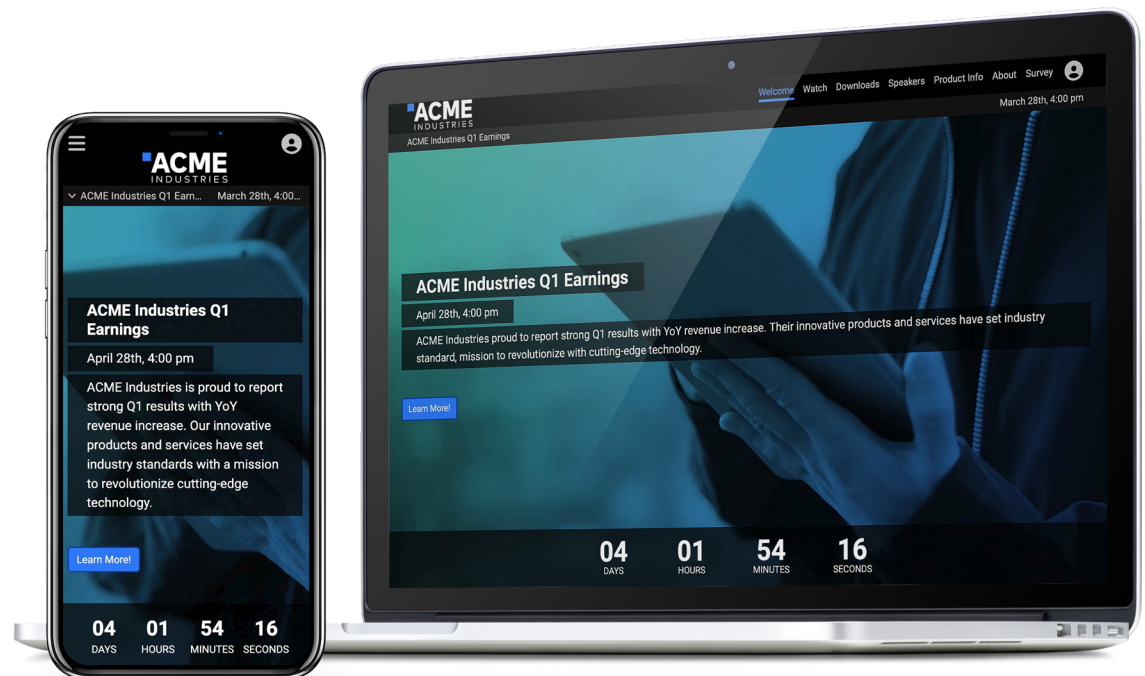 ACME
INDUSTRIES
ACME Industries Q1 Earn... March 28th, 4:00...
ACME Industries Q1
Earnings
April 28th, 4:00 pm
ACME Industries is proud to report
strong Q1 results with YoY
revenue increase. Our innovative
products and services have set
industry standards with a mission
to revolutionize cutting-edge
technology.
Learn More!
04 01 54 16
DAYS HOURS MINUTES SECONDS
ACME
INDUSTRIES
Welcome Watch Downloads Speakers Product Info About Survey
ACME Industries Q1 Earnings March 28th, 4:00 pm
ACME Industries Q1 Earnings
April 28th, 4:00 pm
ACME Industries proud to report strong Q1 results with YoY revenue increase. Their innovative products and services have set industry
standard, mission to revolutionize with cutting-edge technology.
Learn More!
04 01 54 16
DAYS HOURS MINUTES SECONDS